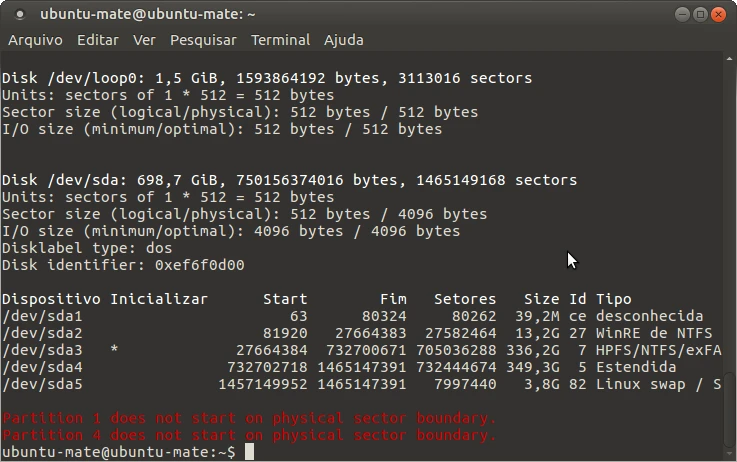 ubuntu-mate@ubuntu-mate: ~
Arquivo Editar Ver Pesquisar Terminal Ajuda
Disk /dev/loop0: 1,5 GiB, 1593864192 bytes, 3113016 sectors
Units: sectors of 1 * 512 = 512 bytes
Sector size (logical/physical): 512 bytes / 512 bytes
I/O size (minimum/optimal): 512 bytes / 512 bytes
Disk /dev/sda: 698,7 GiB, 750156374016 bytes, 1465149168 sectors
Units: sectors of 1 * 512 = 512 bytes
Sector size (logical/physical): 512 bytes / 4096 bytes
I/O size (minimum/optimal): 4096 bytes / 4096 bytes
Disklabel type: dos
Disk identifier: 0xef6f0d00
Dispositivo Inicializar Start Fim Setores Size Id Tipo
/dev/sda1 63 80324 80262 39,2M ce desconhecida
/dev/sda2 81920 27664383 27582464 13,2G 27 WinRE de NTFS
/dev/sda3 * 27664384 732700671 705036288 336,2G 7 HPFS/NTFS/exFA
/dev/sda4 732702718 1465147391 732444674 349,3G 5 Estendida
/dev/sda5 1457149952 1465147391 7997440 3,8G 82 Linux swap / S
Partition 1 does not start on physical sector boundary.
Partition 4 does not start on physical sector boundary.
ubuntu-mate@ubuntu-mate:~$